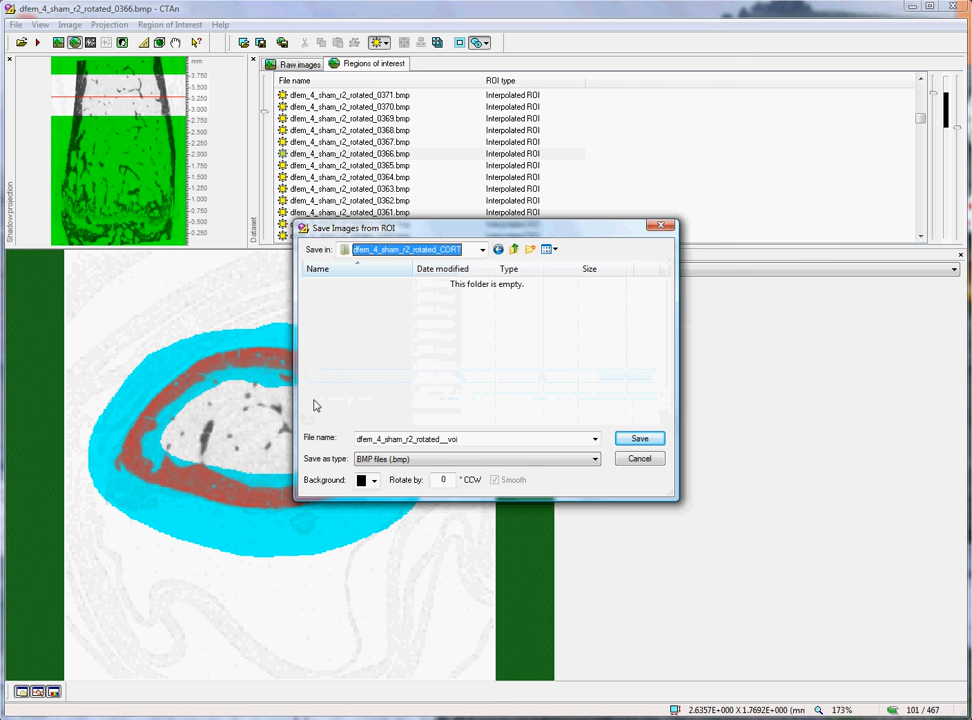 dfem_4_sham_r2_rotated_0366.bmp - CTAn
File View Image Projection Region of Interest Help
mm
3.750
3.500
3.250
3.000
2.750
2.500
2.250
2.000
1.750
1.500
1.250
1.000
0.750
0.500
0.250
Shadow projection
Dataset
Raw images Regions of interest
File name ROI type
dfem_4_sham_r2_rotated_0371.bmp Interpolated ROI
dfem_4_sham_r2_rotated_0370.bmp Interpolated ROI
dfem_4_sham_r2_rotated_0369.bmp Interpolated ROI
dfem_4_sham_r2_rotated_0368.bmp Interpolated ROI
dfem_4_sham_r2_rotated_0367.bmp Interpolated ROI
dfem_4_sham_r2_rotated_0366.bmp Interpolated ROI
dfem_4_sham_r2_rotated_0365.bmp Interpolated ROI
dfem_4_sham_r2_rotated_0364.bmp Interpolated ROI
dfem_4_sham_r2_rotated_0363.bmp Interpolated ROI
dfem_4_sham_r2_rotated_0362.bmp Interpolated ROI
dfem_4_sham_r2_rotated_0361.bmp Interpolated ROI
Save Images from ROI
Save in: dfem_4_sham_r2_rotated_CORT
Name Date modified Type Size
This folder is empty.
File name: dfem_4_sham_r2_rotated__voi Save
Save as type: BMP files (.bmp) Cancel
Background: Rotate by: 0 ° CCW Smooth
2.6357E+000 X 1.7692E+000 (mm 173% 101 / 467